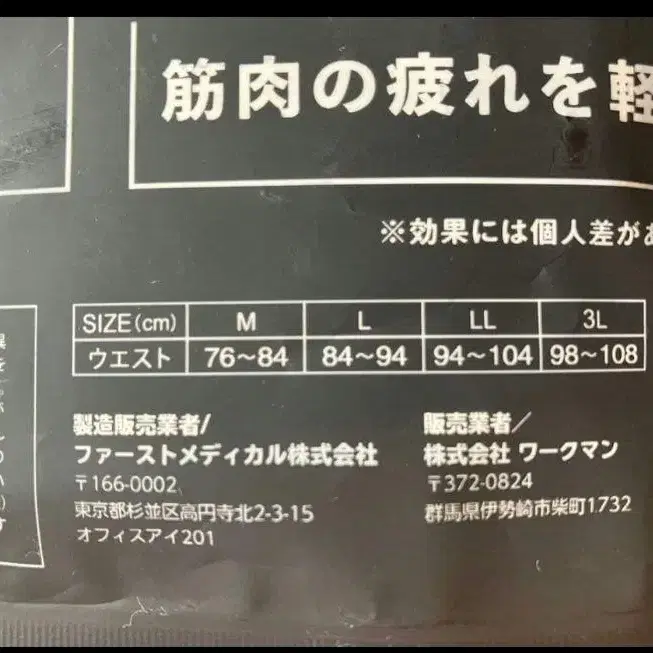 筋肉の疲れを軽
※効果には個人差があ
SIZE(cm) M L LL 3L
ウエスト 76～84 84～94 94～104 98～108
製造販売業者/
ファーストメディカル株式会社
〒166-0002
東京都杉並区高円寺北2-3-15
オフィスアイ201
販売業者/
株式会社 ワークマン
〒372-0824
群馬県伊勢崎市柴町1732